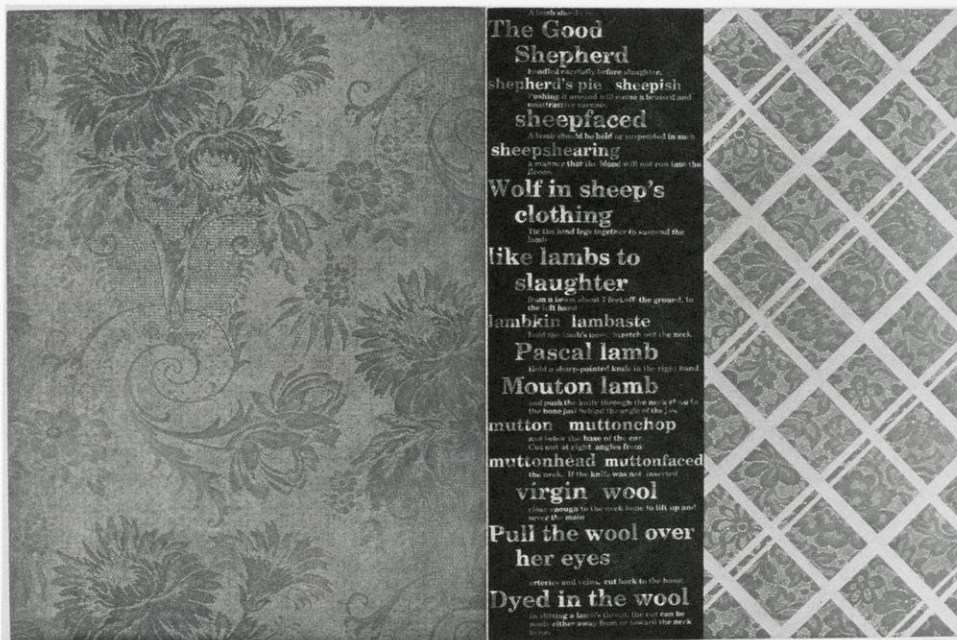 A lamb should be
The Good
Shepherd
handled carefully before slaughter.
shepherd's pie sheepish
Pushing it around will cause a bruised and
unattractive carcass.
sheepfaced
A lamb should be held or suspended in such
sheepshearing
a manner that the blood will not run into the
fleece.
Wolf in sheep's
clothing
Tie the hind legs together to suspend the
lamb
like lambs to
slaughter
from a beam about 2 feet off the ground. In
the left hand
lambkin lambaste
hold the lamb's nose. Stretch out the neck.
Pascal lamb
Hold a sharp-pointed knife in the right hand
Mouton lamb
and push the knife through the neck close to
the bone just behind the angle of the jaw
mutton muttonchop
and below the base of the ear.
Cut out at right angles from
muttonhead muttonfaced
the neck. If the knife was not inserted
virgin wool
close enough to the neck bone to lift up and
sever the main
Pull the wool over
her eyes
arteries and veins, cut back to the bone.
Dyed in the wool
In slitting a lamb's throat, the cut can be
made either away from or toward the neck